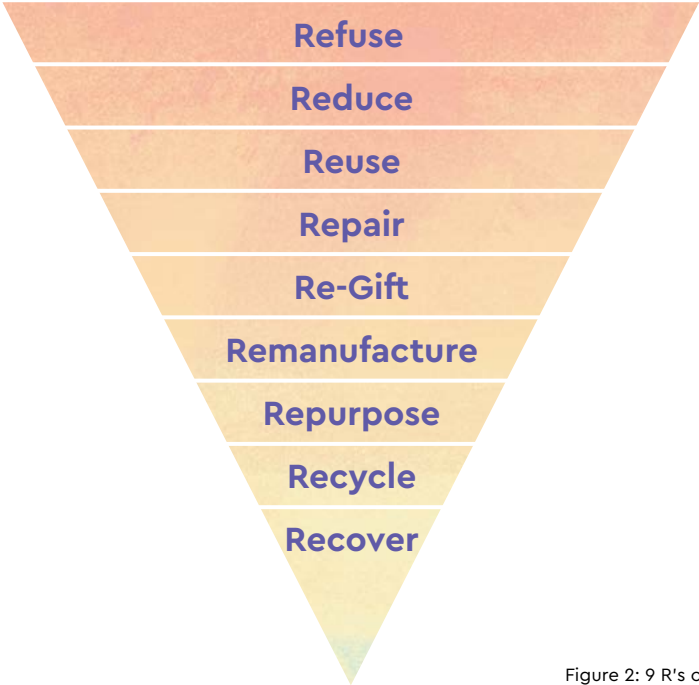 Refuse
Reduce
Reuse
Repair
Re-Gift
Remanufacture
Repurpose
Recycle
Recover
Figure 2: 9 R's